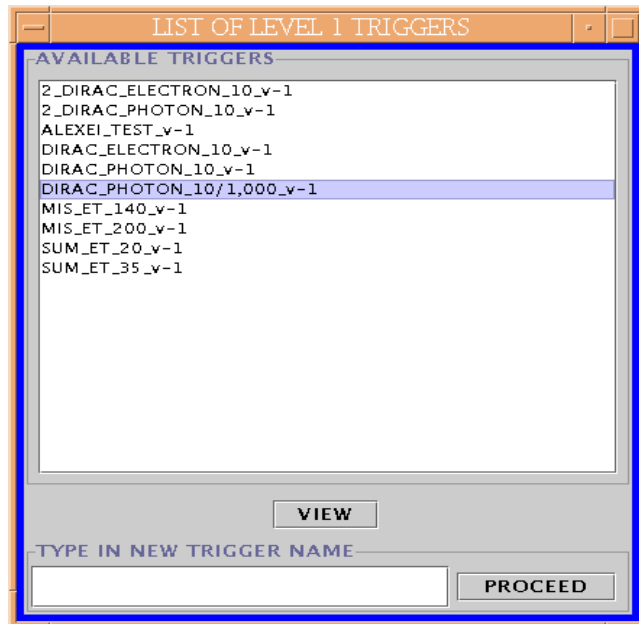 LIST OF LEVEL 1 TRIGGERS
AVAILABLE TRIGGERS
2_DIRAC_ELECTRON_10_v-1
2_DIRAC_PHOTON_10_v-1
ALEXEI_TEST_v-1
DIRAC_ELECTRON_10_v-1
DIRAC_PHOTON_10_v-1
DIRAC_PHOTON_10/1,000_v-1
MIS_ET_140_v-1
MIS_ET_200_v-1
SUM_ET_20_v-1
SUM_ET_35_v-1
VIEW
TYPE IN NEW TRIGGER NAME
PROCEED